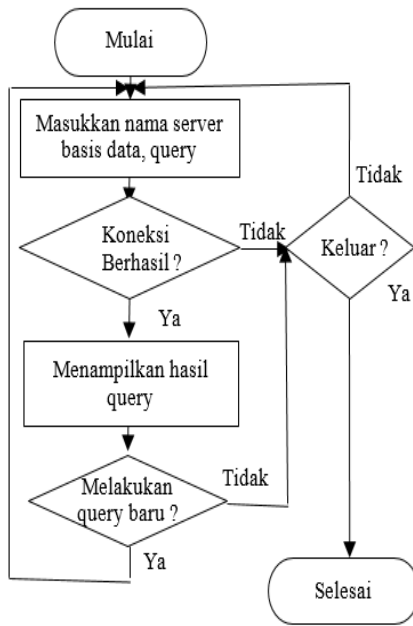 Mulai
Masukkan nama server
basis data, query
Tidak
Koneksi
Berhasil ?
Tidak
Keluar ?
Ya
Ya
Menampilkan hasil
query
Tidak
Melakukan
query baru ?
Ya
Selesai